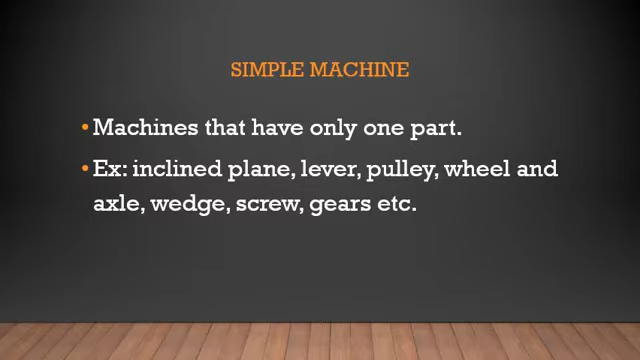 SIMPLE MACHINE
•Machines that have only one part.
•Ex: inclined plane, lever, pulley, wheel and
axle, wedge, screw, gears etc.